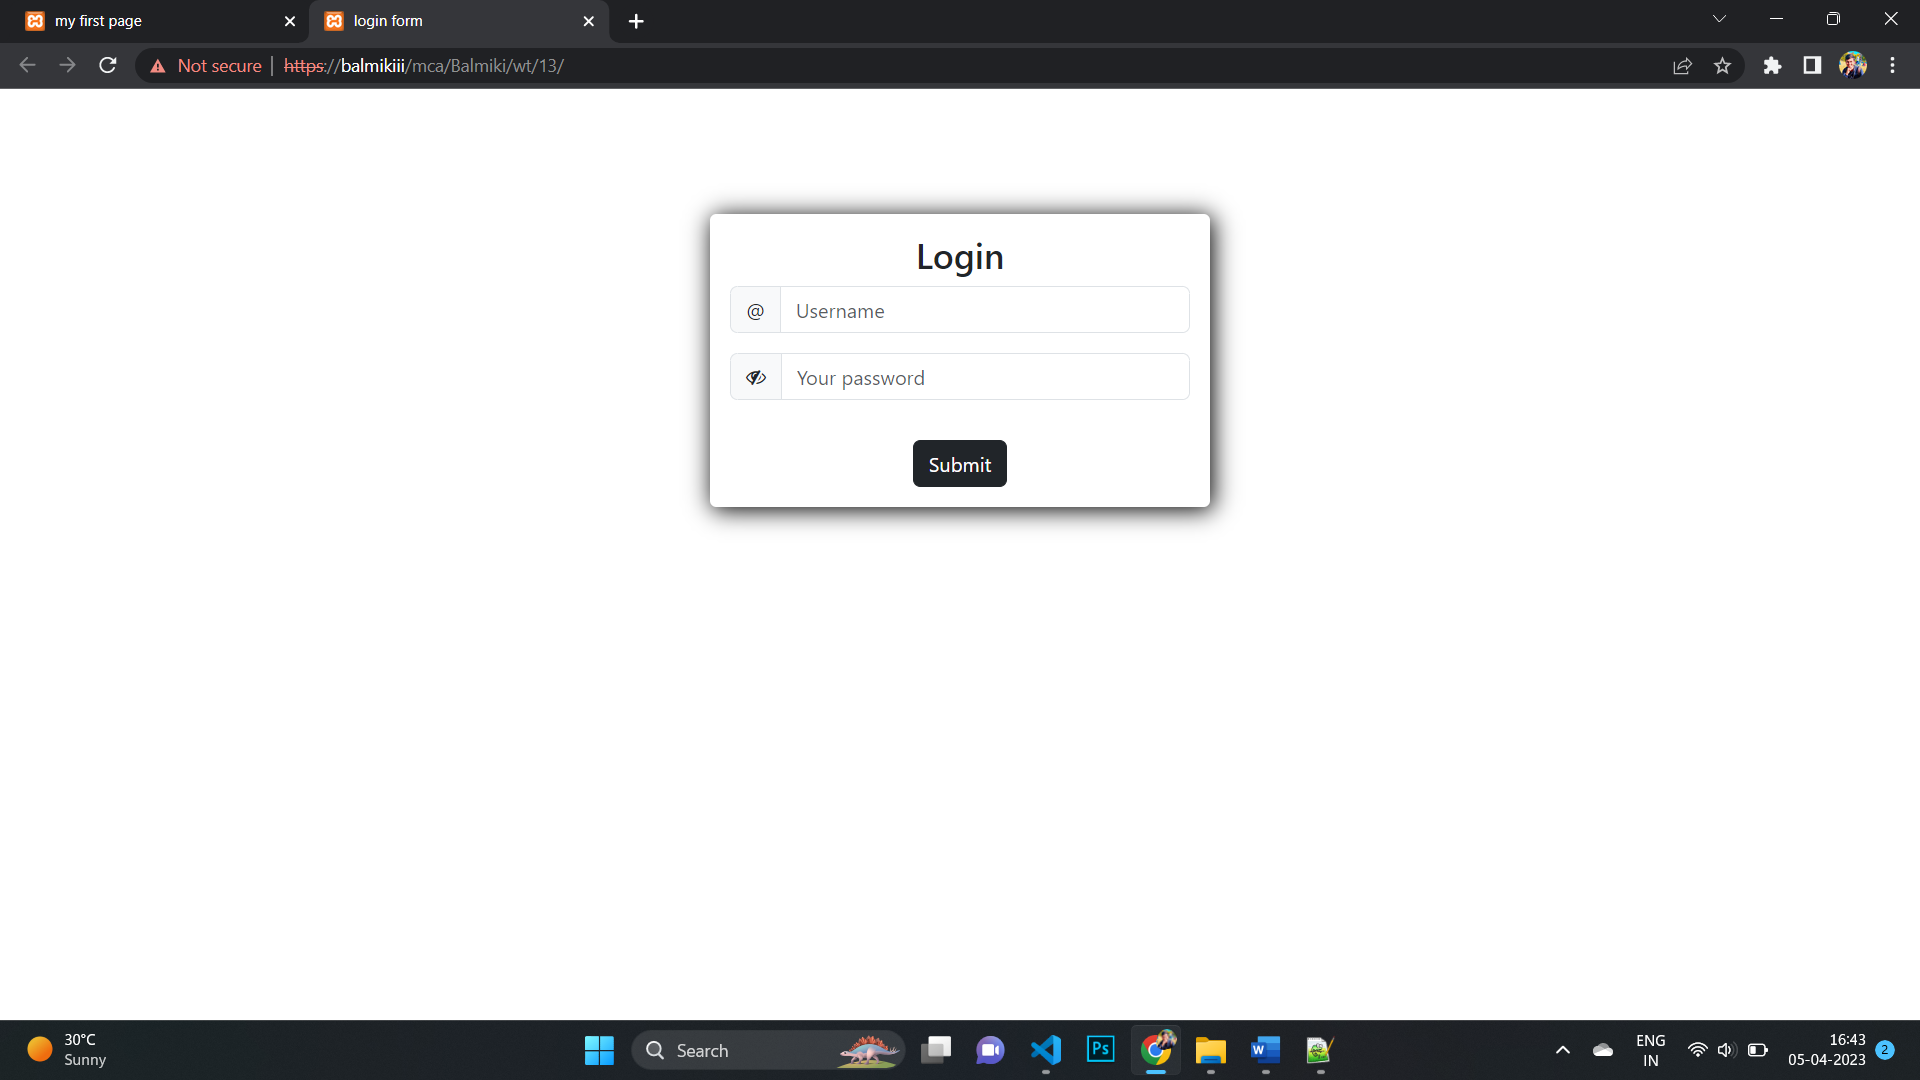 my first page
login form
Not secure
https://balmikiii/mca/Balmiki/wt/13/
Login
@
Username
Your password
Submit
30°C
Sunny
Search
Ps
W
ENG
IN
16:43
05-04-2023
2